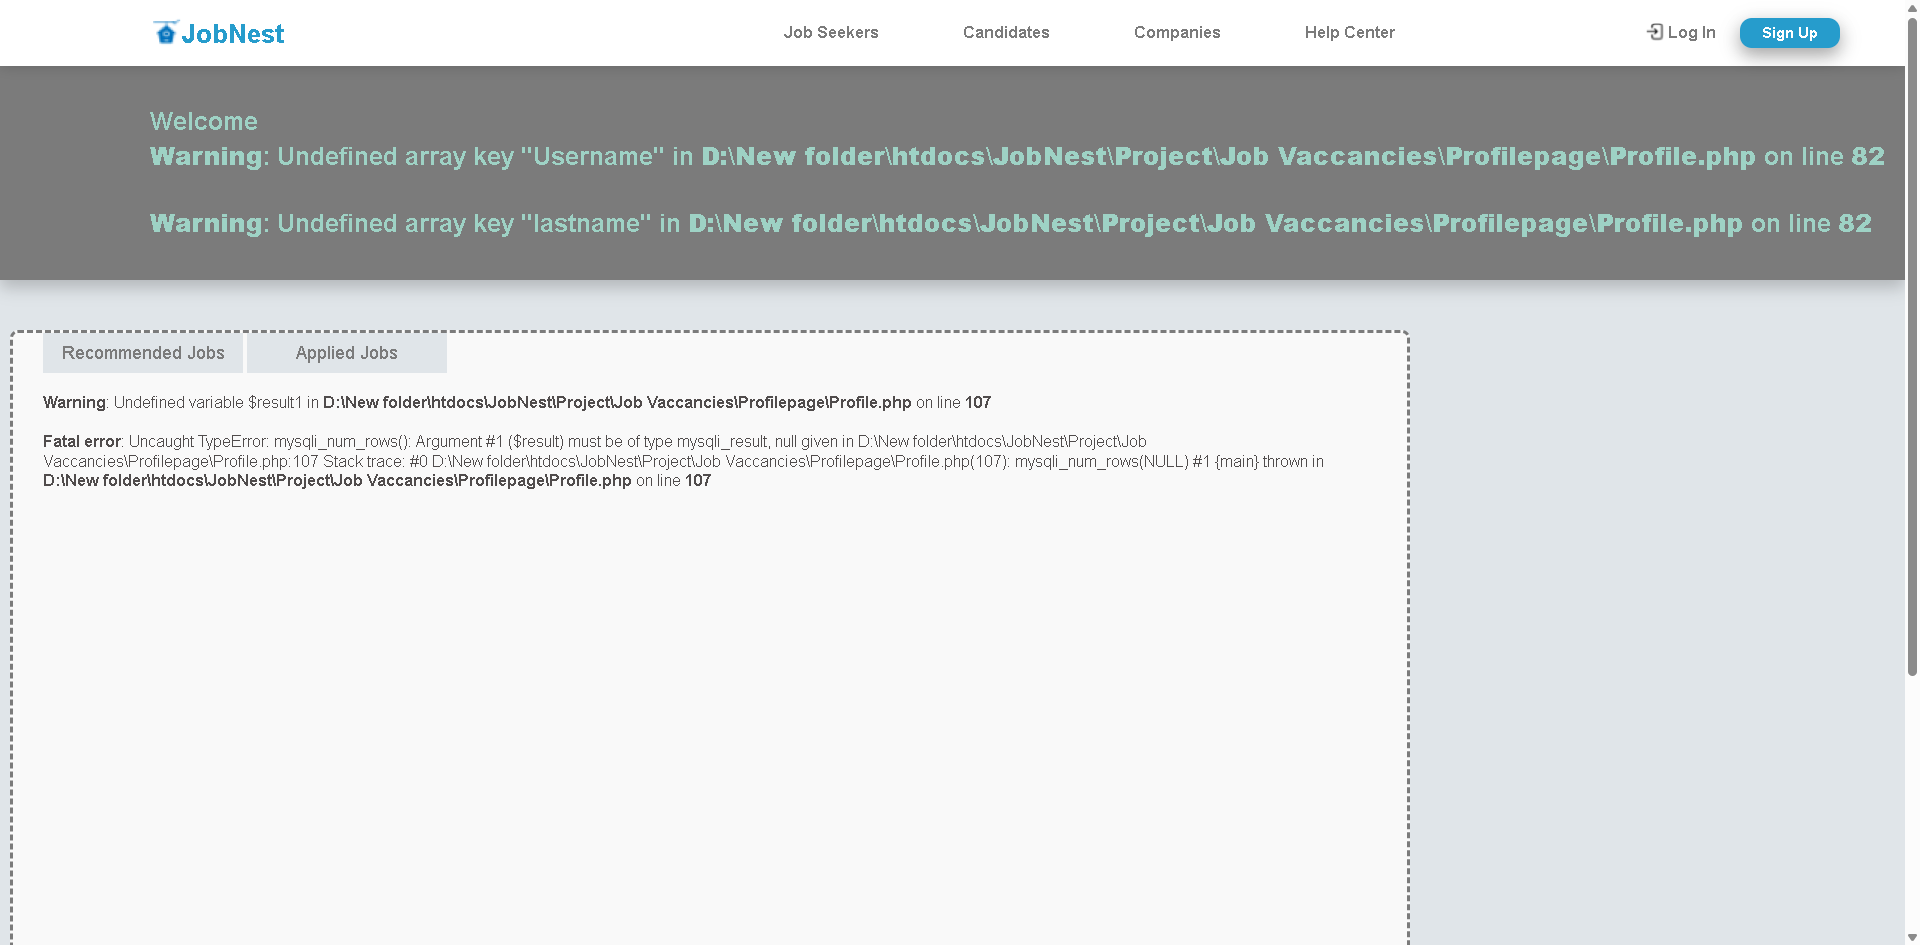 JobNest
Job Seekers
Candidates
Companies
Help Center
Log In
Sign Up
Welcome
Warning: Undefined array key "Username" in D:\New folder\htdocs\JobNest\Project\Job Vaccancies\Profilepage\Profile.php on line 82
Warning: Undefined array key "lastname" in D:\New folder\htdocs\JobNest\Project\Job Vaccancies\Profilepage\Profile.php on line 82
Recommended Jobs
Applied Jobs
Warning: Undefined variable $result1 in D:\New folder\htdocs\JobNest\Project\Job Vaccancies\Profilepage\Profile.php on line 107
Fatal error: Uncaught TypeError: mysqli_num_rows(): Argument #1 ($result) must be of type mysqli_result, null given in D:\New folder\htdocs\JobNest\Project\Job
Vaccancies\Profilepage\Profile.php:107 Stack trace: #0 D:\New folder\htdocs\JobNest\Project\Job Vaccancies\Profilepage\Profile.php(107): mysqli_num_rows(NULL) #1 {main} thrown in
D:\New folder\htdocs\JobNest\Project\Job Vaccancies\Profilepage\Profile.php on line 107